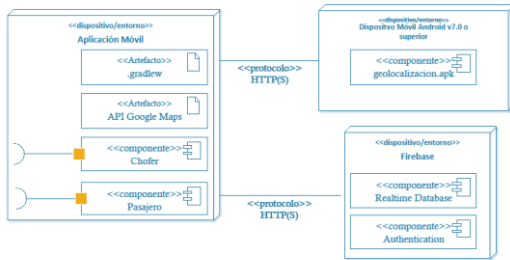 <<dispositivo/entorno>>
Aplicación Móvil
<<Artefacto>>
.gradlew
<<Artefacto>>
API Google Maps
<<componente>>
Chofer
<<componente>>
Pasajero
<<protocolo>>
HTTP(S)
<<protocolo>>
HTTP(S)
<<dispositivo/entorno>>
Dispositvo Móvil Android v7.0 o
superior
<<componente>>
geolocalizacion.apk
<<dispositivo/entorno>>
Firebase
<<componente>>
Realtime Database
<<componente>>
Authentication